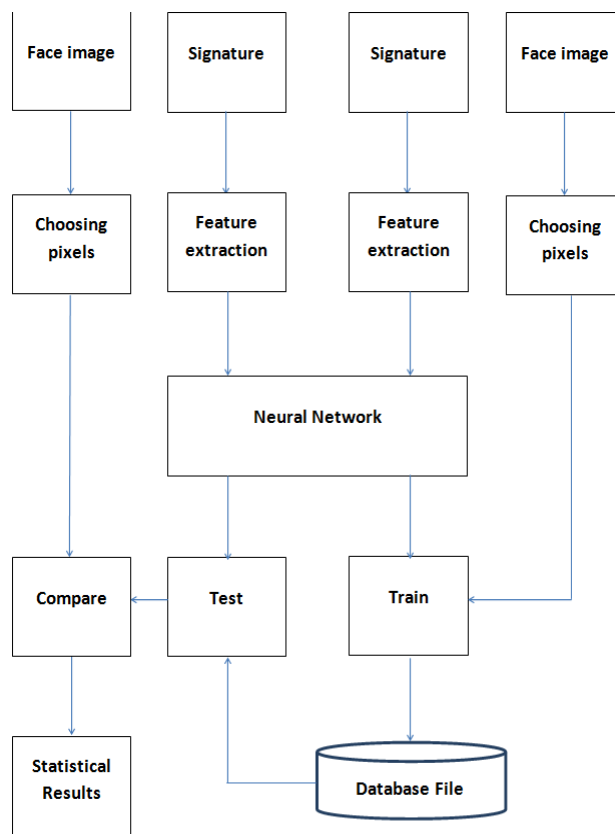 Face image
Signature
Signature
Face image
Choosing
pixels
Feature
extraction
Feature
extraction
Choosing
pixels
Neural Network
Compare
Test
Train
Statistical
Results
Database File